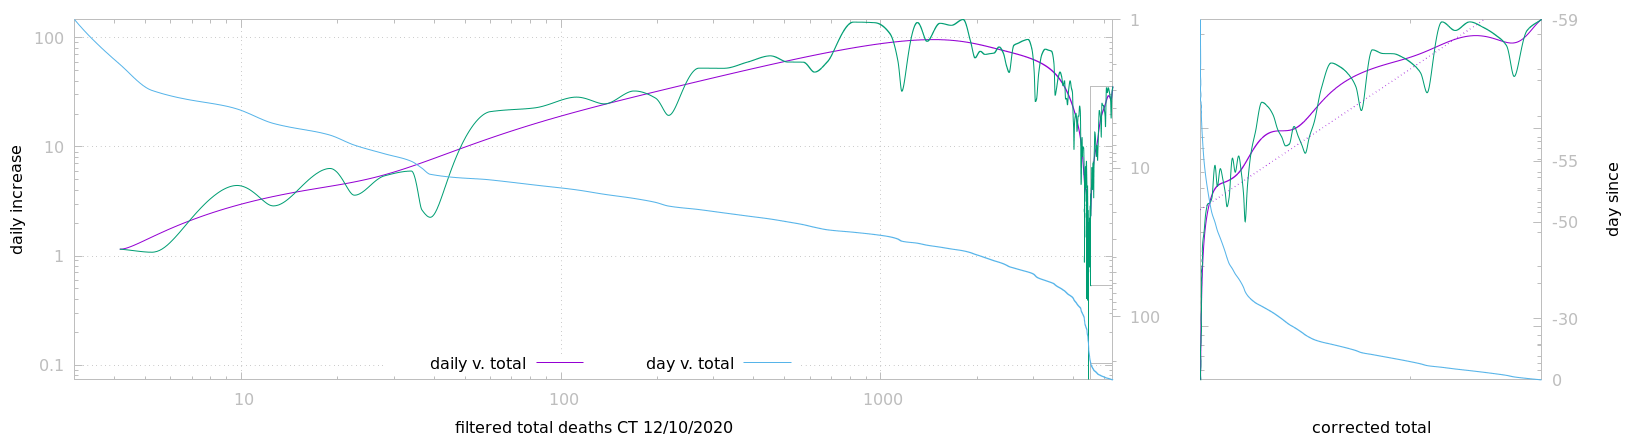 daily increase
100
10
1
0.1
10
100
1000
filtered total deaths CT 12/10/2020
daily v. total
day v. total
1
10
100
-59
-55
-50
-30
0
day since
corrected total